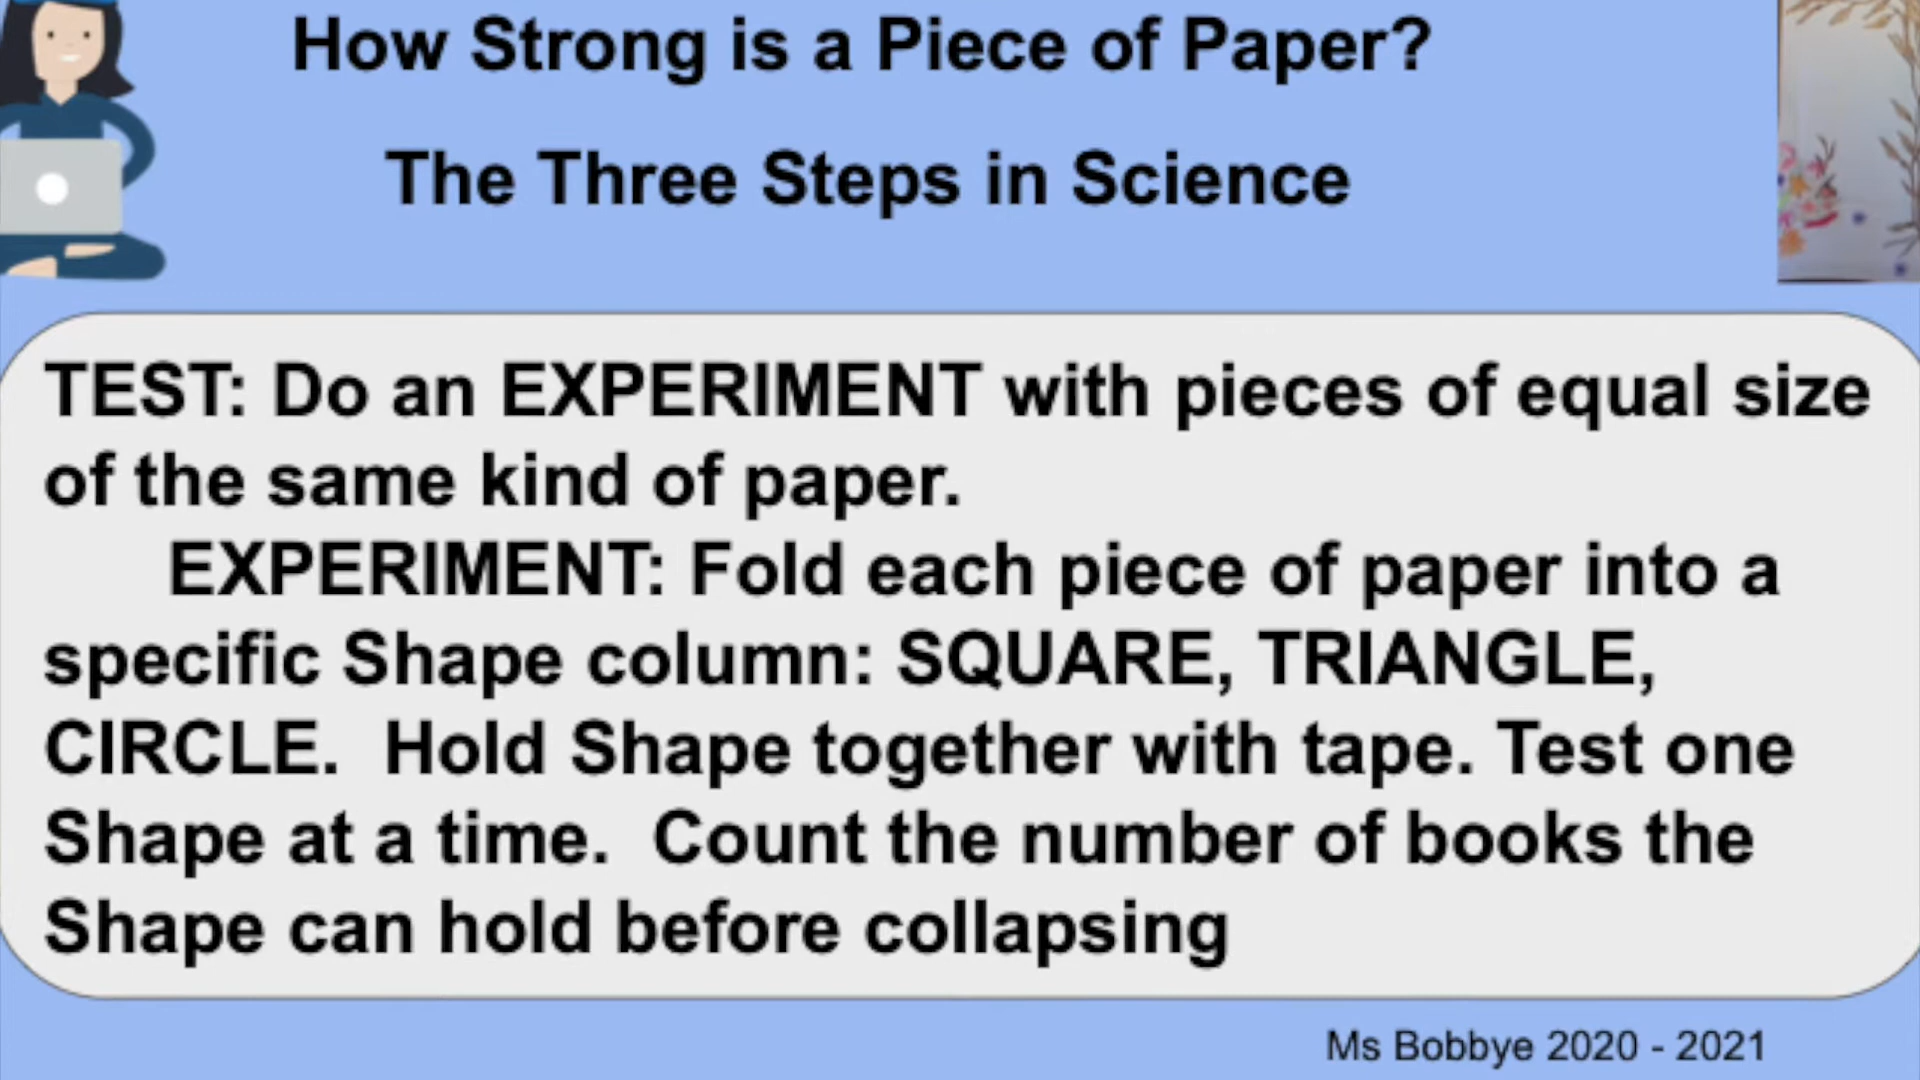 How Strong is a Piece of Paper?
The Three Steps in Science
TEST: Do an EXPERIMENT with pieces of equal size
of the same kind of paper.
EXPERIMENT: Fold each piece of paper into a
specific Shape column: SQUARE, TRIANGLE,
CIRCLE. Hold Shape together with tape. Test one
Shape at a time. Count the number of books the
Shape can hold before collapsing
Ms Bobbye 2020 - 2021